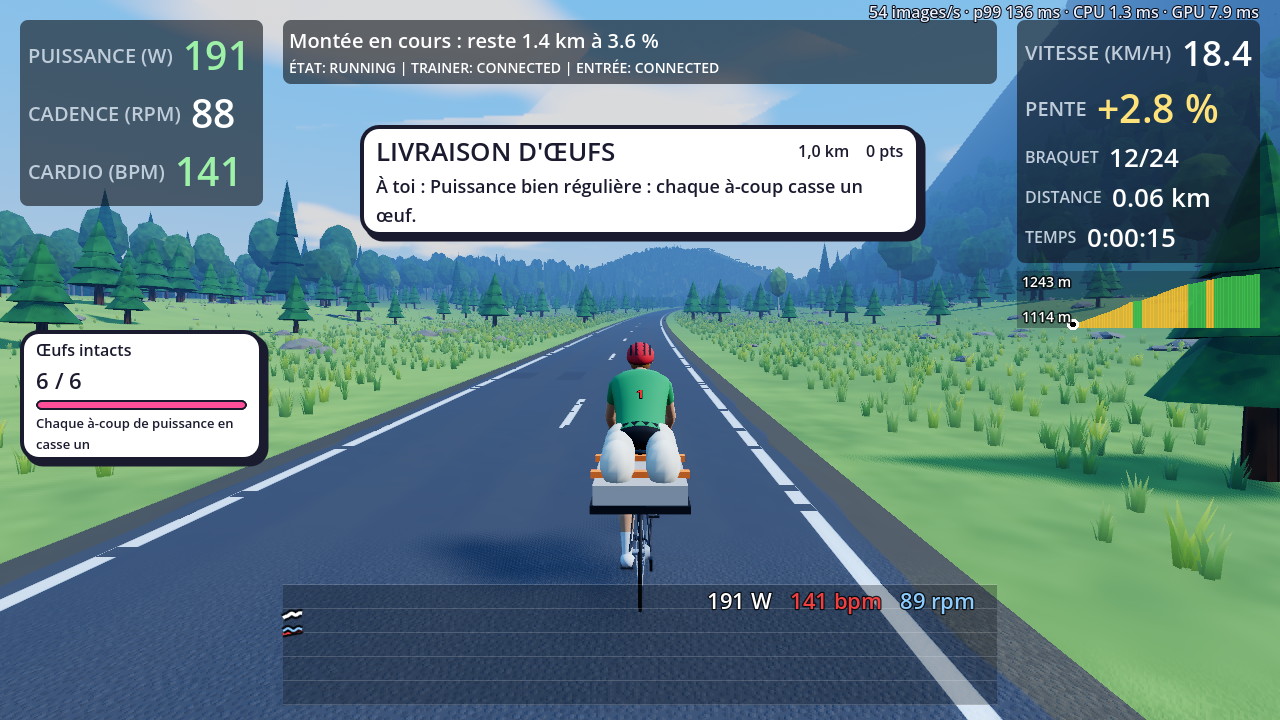 54 images/s · p99 136 ms · CPU 1.3 ms · GPU 7.9 ms
PUISSANCE (W) 191
CADENCE (RPM) 88
CARDIO (BPM) 141
Montée en cours : reste 1.4 km à 3.6 %
ÉTAT: RUNNING | TRAINER: CONNECTED | ENTRÉE: CONNECTED
VITESSE (KM/H) 18.4
PENTE +2.8 %
BRAQUET 12/24
DISTANCE 0.06 km
TEMPS 0:00:15
1243 m
1114 m
LIVRAISON D'ŒUFS 1,0 km 0 pts
À toi : Puissance bien régulière : chaque à-coup casse un
œuf.
Œufs intacts
6 / 6
Chaque à-coup de puissance en
casse un
1
191 W 141 bpm 89 rpm